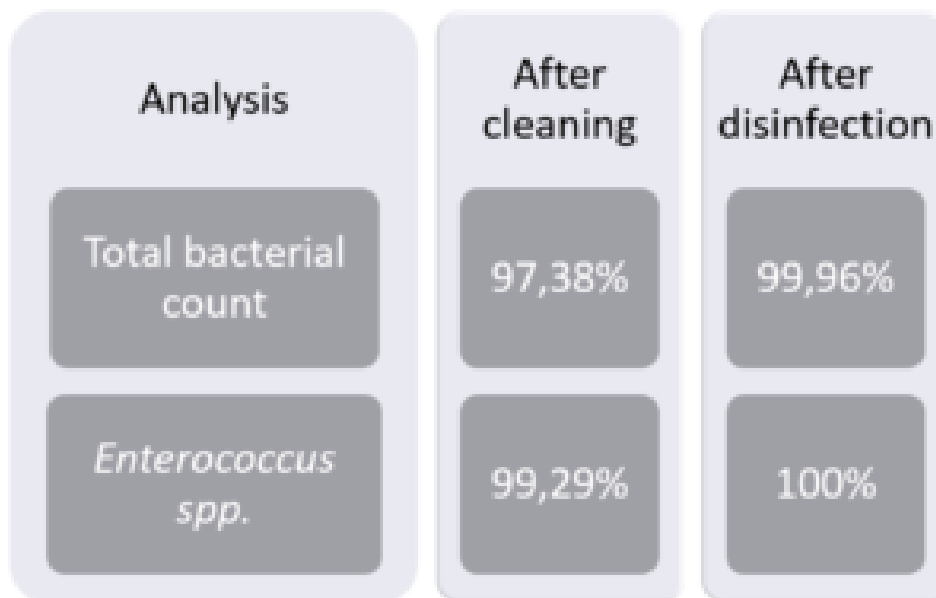 Analysis
After
cleaning
After
disinfection
Total bacterial
count
97,38%
99,96%
Enterococcus
spp.
99,29%
100%